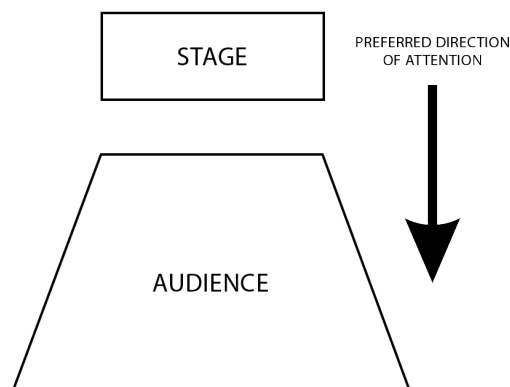 STAGE
PREFERRED DIRECTION
OF ATTENTION
AUDIENCE